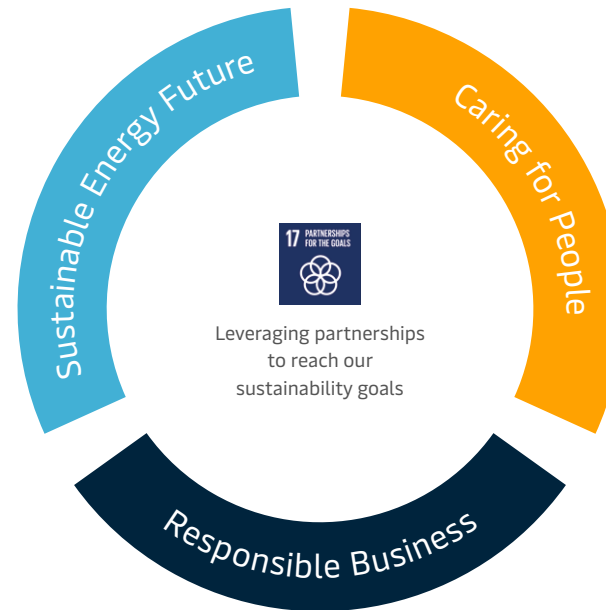 Sustainable Energy Future
Caring for People
17 PARTNERSHIPS
FOR THE GOALS
Leveraging partnerships
to reach our
sustainability goals
Responsible Business